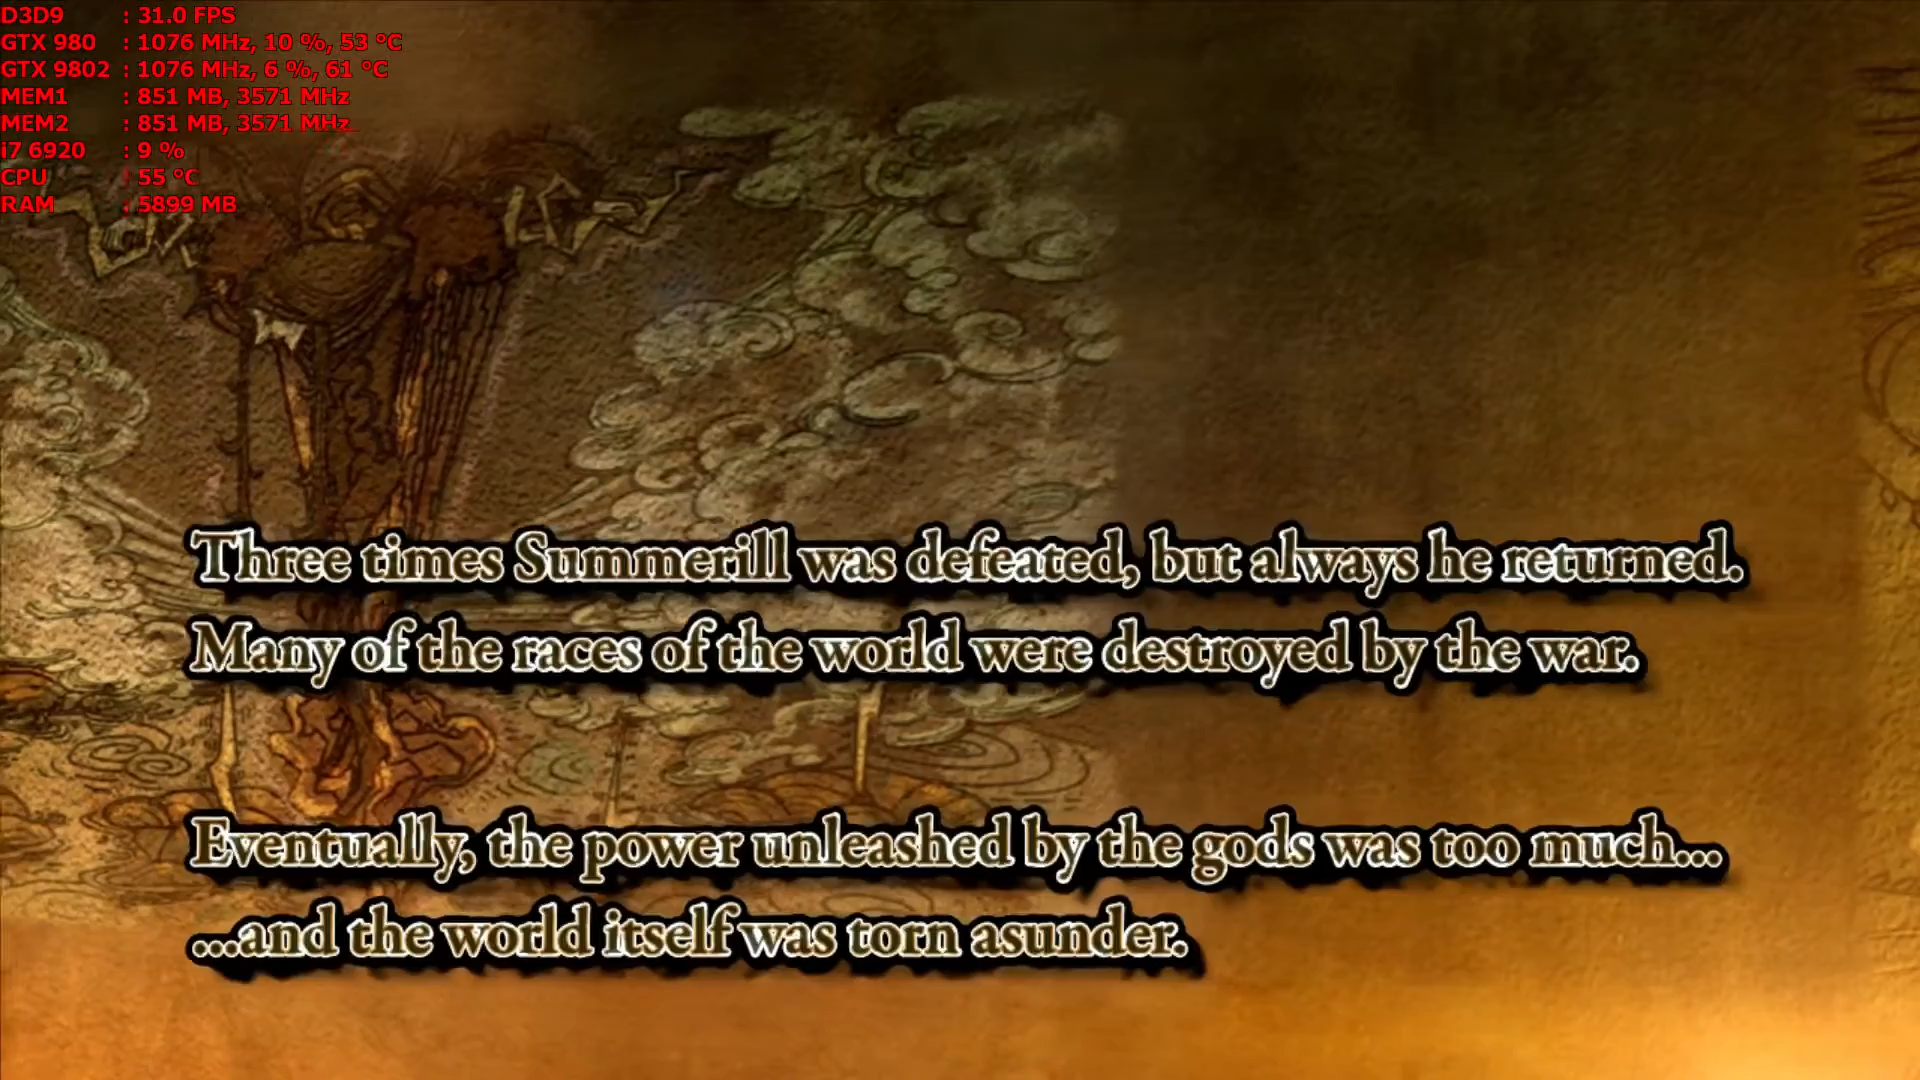 D3D9 : 31.0 FPS
GTX 980 : 1076 MHz, 10 %, 53 °C
GTX 9802 : 1076 MHz, 6 %, 61 °C
MEM1 : 851 MB, 3571 MHz
MEM2 : 851 MB, 3571 MHz
i7 6920 : 9 %
CPU : 55 °C
RAM : 5899 MB
Three times Summerill was defeated, but always he returned.
Many of the races of the world were destroyed by the war.
Eventually, the power unleashed by the gods was too much...
...and the world itself was torn asunder.